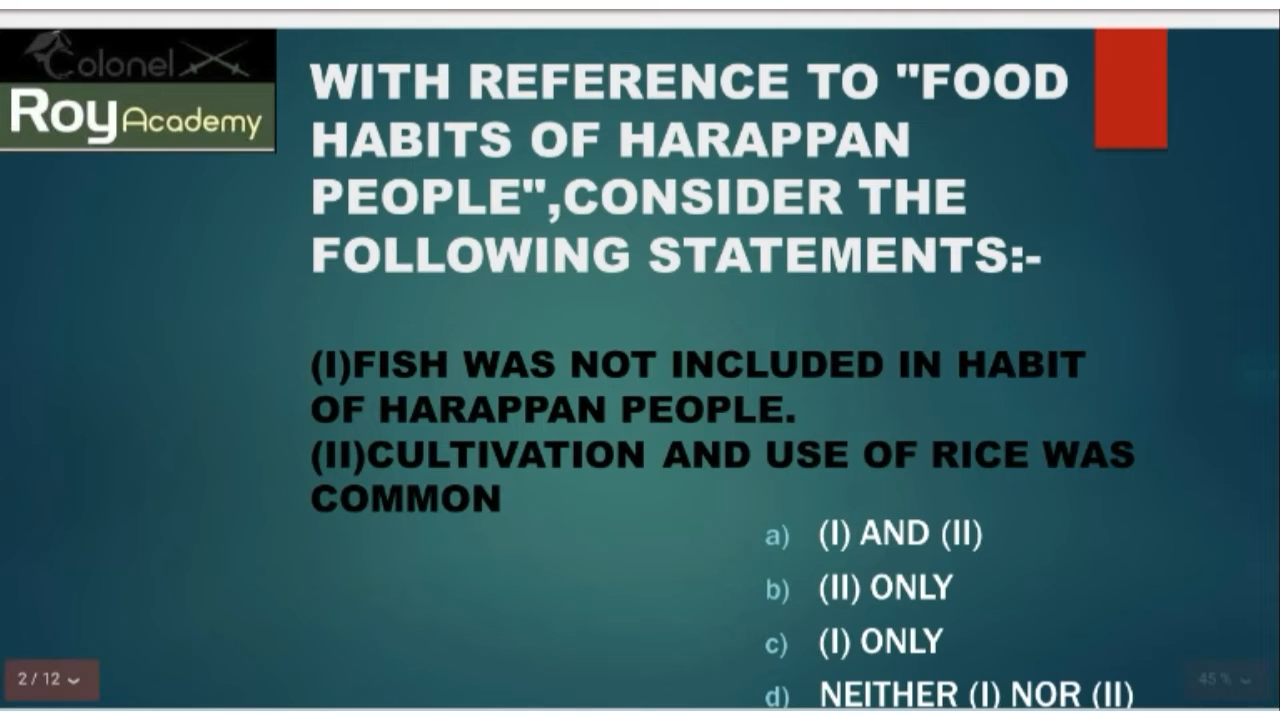 Colonel
Roy Academy
WITH REFERENCE TO "FOOD
HABITS OF HARAPPAN
PEOPLE",CONSIDER THE
FOLLOWING STATEMENTS:-
(I)FISH WAS NOT INCLUDED IN HABIT
OF HARAPPAN PEOPLE.
(II)CULTIVATION AND USE OF RICE WAS
COMMON
a) (I) AND (II)
b) (II) ONLY
c) (I) ONLY
d) NEITHER (I) NOR (II)
2 / 12
45 %